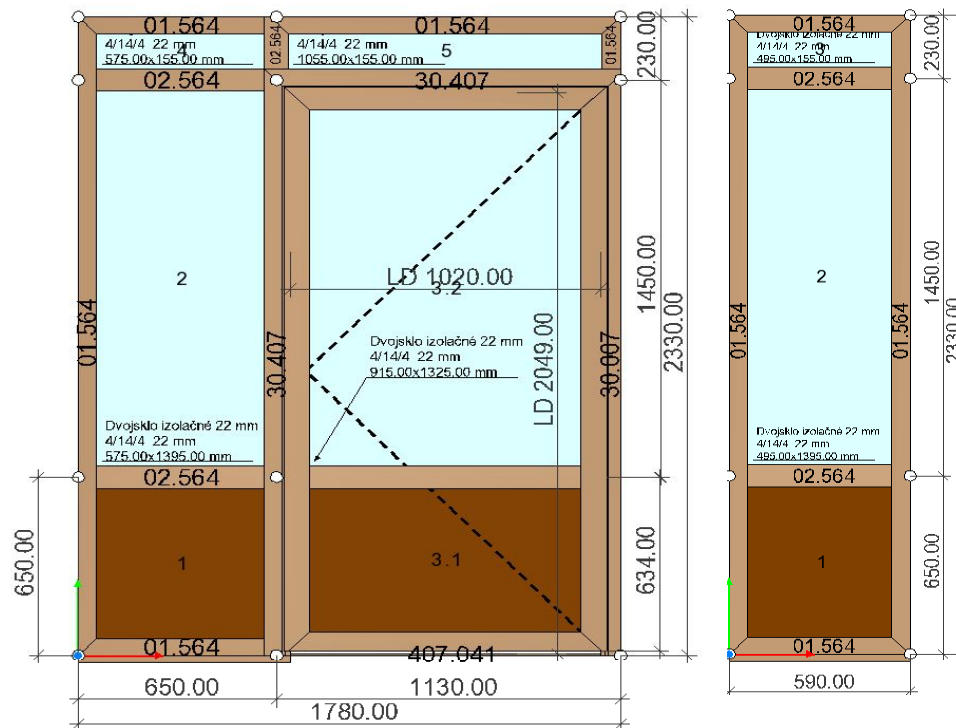 01.564
01.564
4/14/4 22 mm
575.00x155.00 mm
4
02.564
4/14/4 22 mm
1055.00x155.00 mm
5
01.564
230.00
02.564
30.407
2
01.564
LD 1020.00
3.2
LD 2049.00
30.407
30.007
Dvojsklo izolačné 22 mm
4/14/4 22 mm
915.00x1325.00 mm
Dvojsklo izolačné 22 mm
4/14/4 22 mm
575.00x1395.00 mm
1450.00
2330.00
02.564
650.00
1
3.1
634.00
01.564
407.041
650.00
1130.00
1780.00
01.564
Dvojsklo izolačné 22 mm
4/14/4 22 mm
495.00x155.00 mm
3
02.564
230.00
2
01.564
01.564
1450.00
2330.00
Dvojsklo izolačné 22 mm
4/14/4 22 mm
495.00x1395.00 mm
02.564
1
650.00
01.564
590.00